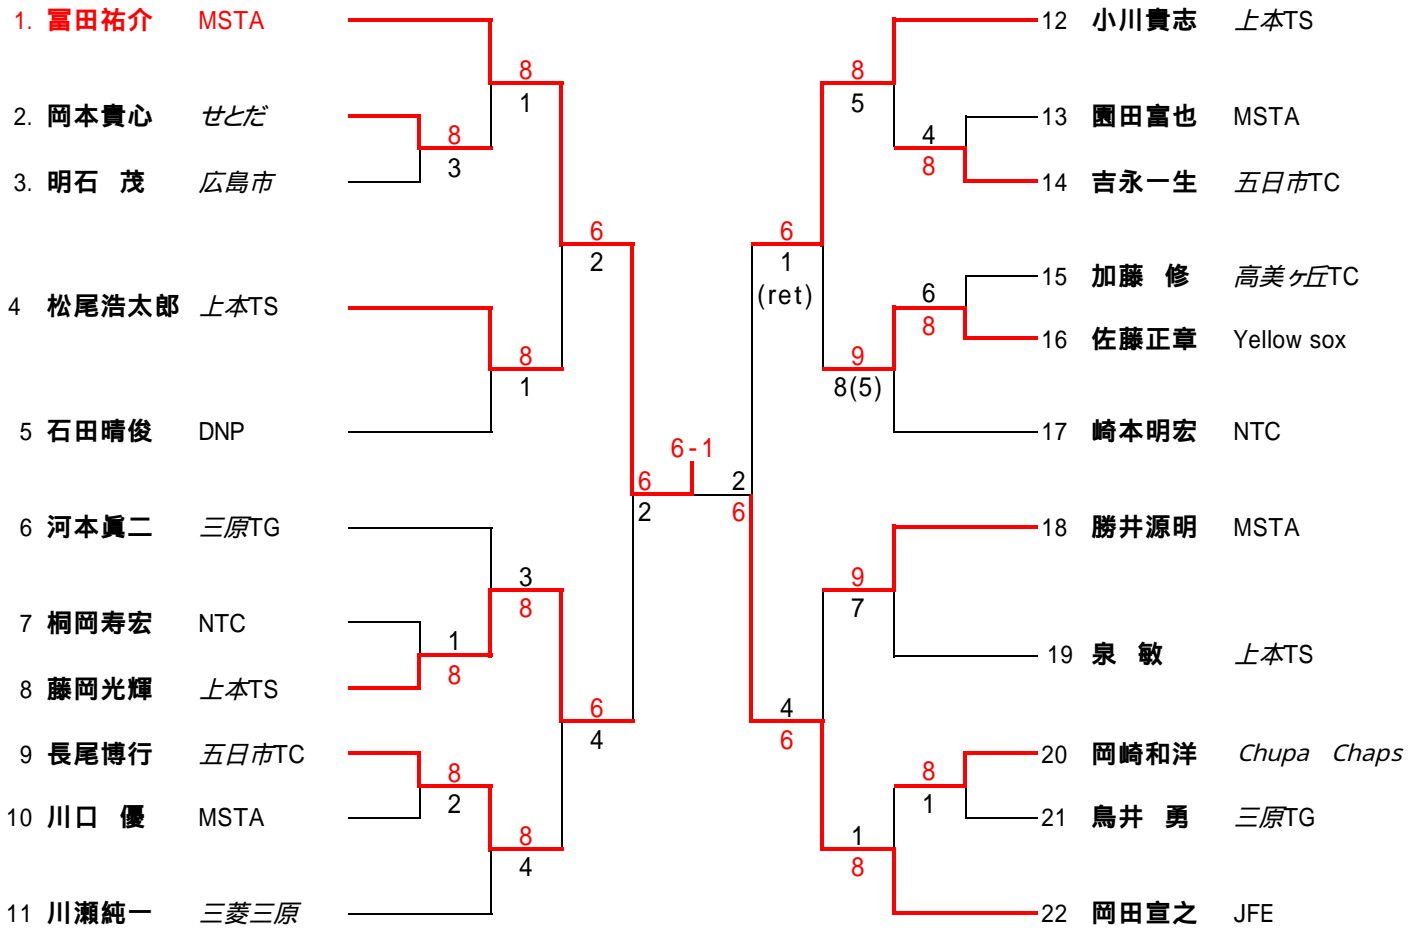 1. 冨田祐介 MSTA
2. 岡本貴心 せとだ
3. 明石 茂 広島市
4 松尾浩太郎 上本TS
5 石田晴俊 DNP
6 河本眞二 三原TG
7 桐岡寿宏 NTC
8 藤岡光輝 上本TS
9 長尾博行 五日市TC
10 川口 優 MSTA
11 川瀬純一 三菱三原
8
1
8
3
6
2
8
1
6
2
3
8
1
8
6
4
8
2
8
4
6-1
8
5
4
8
6
1
(ret)
6
8
9
8(5)
2
6
9
7
4
6
8
1
1
8
12 小川貴志 上本TS
13 園田富也 MSTA
14 吉永一生 五日市TC
15 加藤 修 高美ヶ丘TC
16 佐藤正章 Yellow sox
17 崎本明宏 NTC
18 勝井源明 MSTA
19 泉 敏 上本TS
20 岡崎和洋 Chupa Chaps
21 鳥井 勇 三原TG
22 岡田宣之 JFE